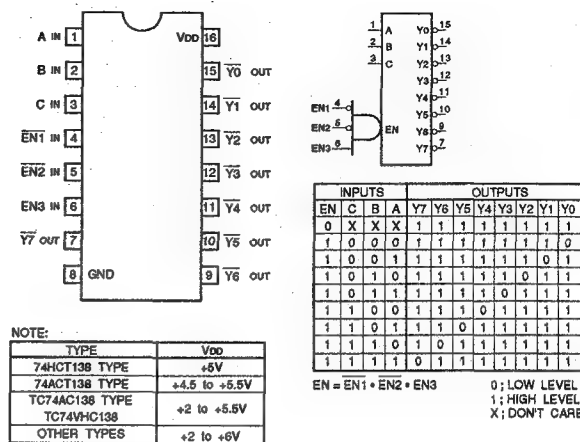 A IN 1
VDD 16
B IN 2
15 Y0 OUT
C IN 3
14 Y1 OUT
EN1 IN 4
13 Y2 OUT
EN2 IN 5
12 Y3 OUT
EN3 IN 6
11 Y4 OUT
Y7 OUT 7
10 Y5 OUT
8 GND
9 Y6 OUT
1 A Y0 15
2 B Y1 14
3 C Y2 13
Y3 12
Y4 11
EN1 4 Y5 10
EN2 5 EN Y6 9
EN3 6 Y7 7
INPUTS OUTPUTS
EN C B A Y7 Y6 Y5 Y4 Y3 Y2 Y1 Y0
0 X X X 1 1 1 1 1 1 1 1
1 0 0 0 1 1 1 1 1 1 1 0
1 0 0 1 1 1 1 1 1 1 0 1
1 0 1 0 1 1 1 1 1 0 1 1
1 0 1 1 1 1 1 1 0 1 1 1
1 1 0 0 1 1 1 0 1 1 1 1
1 1 0 1 1 1 0 1 1 1 1 1
1 1 1 0 1 0 1 1 1 1 1 1
1 1 1 1 0 1 1 1 1 1 1 1
EN = EN1 • EN2 • EN3
0 ; LOW LEVEL
1 ; HIGH LEVEL
X ; DON'T CARE
NOTE:
TYPE VDD
74HCT138 TYPE +5V
74ACT138 TYPE +4.5 to +5.5V
TC74AC138 TYPE
TC74VHC138 +2 to +5.5V
OTHER TYPES +2 to +6V